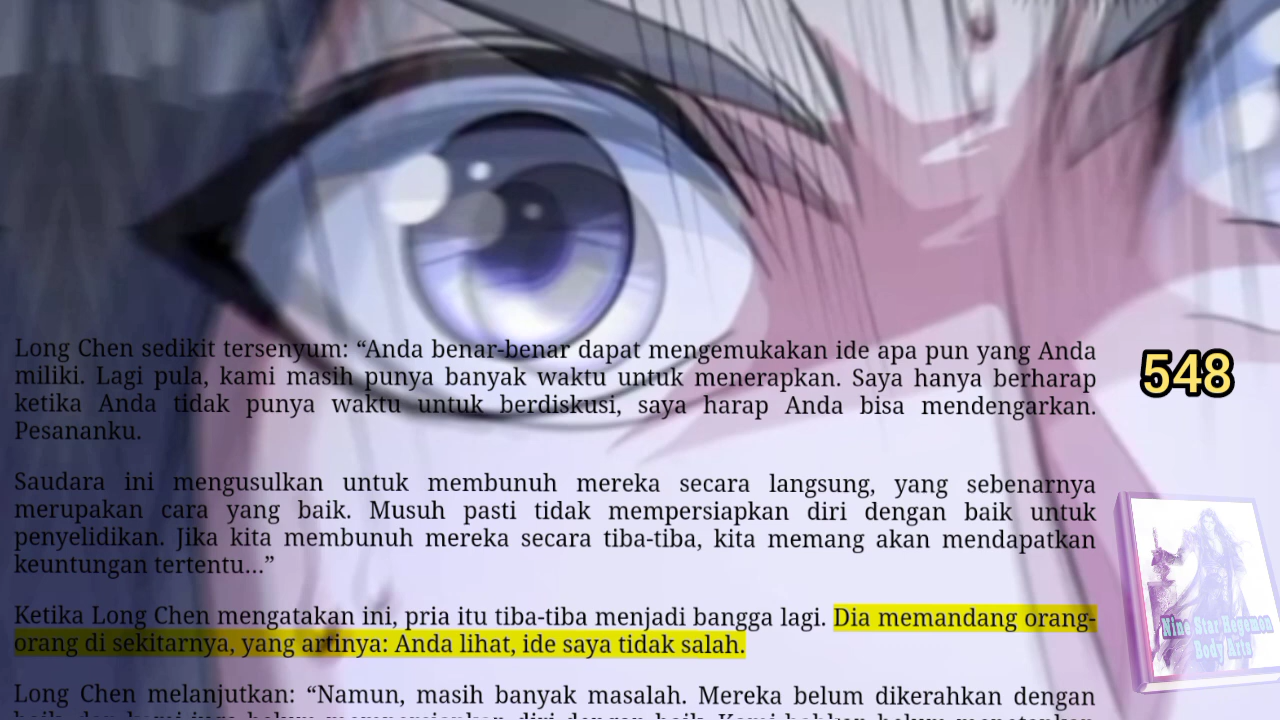 Long Chen sedikit tersenyum: “Anda benar-benar dapat mengemukakan ide apa pun yang Anda
miliki. Lagi pula, kami masih punya banyak waktu untuk menerapkan. Saya hanya berharap
ketika Anda tidak punya waktu untuk berdiskusi, saya harap Anda bisa mendengarkan.
Pesananku.
548
Saudara ini mengusulkan untuk membunuh mereka secara langsung, yang sebenarnya
merupakan cara yang baik. Musuh pasti tidak mempersiapkan diri dengan baik untuk
penyelidikan. Jika kita membunuh mereka secara tiba-tiba, kita memang akan mendapatkan
keuntungan tertentu...”
Ketika Long Chen mengatakan ini, pria itu tiba-tiba menjadi bangga lagi. Dia memandang orang-
orang di sekitarnya, yang artinya: Anda lihat, ide saya tidak salah.
Nine Star Hegemon
Body Arts
Long Chen melanjutkan: “Namun, masih banyak masalah. Mereka belum dikerahkan dengan